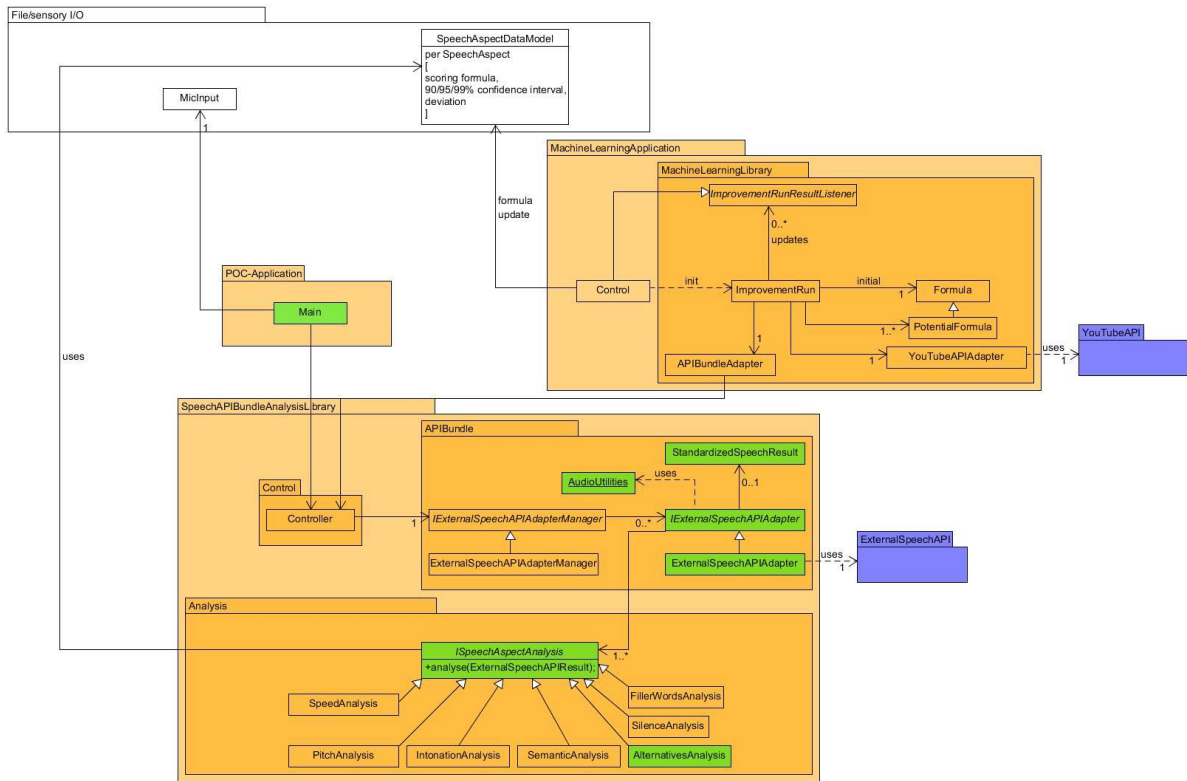 File/sensory I/O
SpeechAspectDataModel
per SpeechAspect
[
scoring formula,
90/95/99% confidence interval,
deviation
]
MicInput
1
MachineLearningApplication
MachineLearningLibrary
ImprovementRunResultListener
formula
update
0..*
updates
POC-Application
Control
init
ImprovementRun
initial
1
Formula
Main
1..*
PotentialFormula
YouTubeAPI
uses
1
uses
1
APIBundleAdapter
1
YouTubeAPIAdapter
SpeechAPIBundleAnalysisLibrary
APIBundle
StandardizedSpeechResult
uses
AudioUtilities
0..1
Control
Controller
1
IExternalSpeechAPIAdapterManager
0..*
IExternalSpeechAPIAdapter
ExternalSpeechAPI
uses
1
ExternalSpeechAPIAdapterManager
ExternalSpeechAPIAdapter
Analysis
ISpeechAspectAnalysis
1..*
+analyse(ExternalSpeechAPIResult);
FillerWordsAnalysis
SpeedAnalysis
SilenceAnalysis
PitchAnalysis
IntonationAnalysis
SemanticAnalysis
AlternativesAnalysis